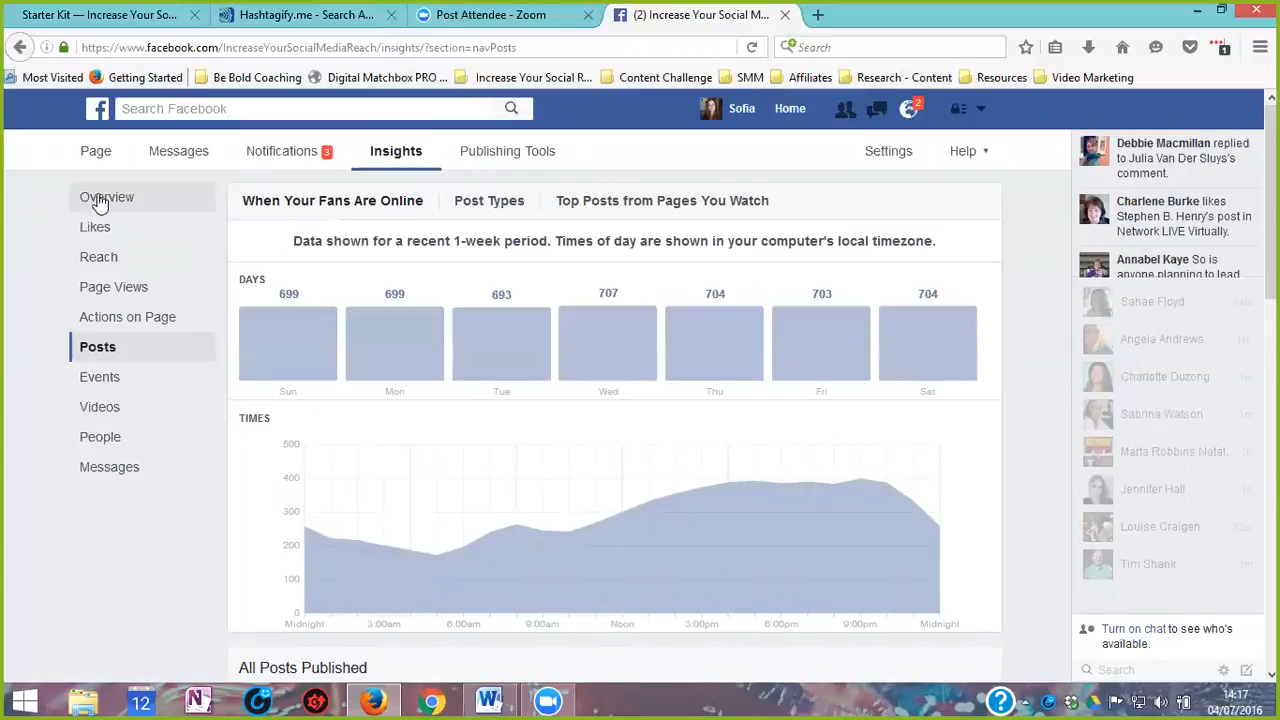 Starter Kit — Increase Your So...
Hashtagify.me - Search A...
Post Attendee - Zoom
(2) Increase Your Social M...
https://www.facebook.com/IncreaseYourSocialMediaReach/insights/?section=navPosts
Search
1
Most Visited
Getting Started
Be Bold Coaching
Digital Matchbox PRO ...
Increase Your Social R...
Content Challenge
SMM
Affiliates
Research - Content
Resources
Video Marketing
Search Facebook
Sofia
Home
2
Page
Messages
Notifications 3
Insights
Publishing Tools
Settings
Help
Overview
Likes
Reach
Page Views
Actions on Page
Posts
Events
Videos
People
Messages
When Your Fans Are Online
Post Types
Top Posts from Pages You Watch
Data shown for a recent 1-week period. Times of day are shown in your computer's local timezone.
DAYS
699 699 693 707 704 703 704
Sun Mon Tue Wed Thu Fri Sat
TIMES
500
400
300
200
100
0
Midnight 3:00am 6:00am 9:00am Noon 3:00pm 6:00pm 9:00pm Midnight
All Posts Published
Debbie Macmillan replied
to Julia Van Der Sluys's
comment.
Charlene Burke likes
Stephen B. Henry's post in
Network LIVE Virtually.
Annabel Kaye So is
anyone planning to lead
Sanae Floyd
Angela Andrews
Charlotte Duzong
Sabrina Watson
Marta Robbins Natal...
Jennifer Hall
Louise Craigen
Tim Shank
Turn on chat to see who's
available.
Search
12
14:17
04/07/2016